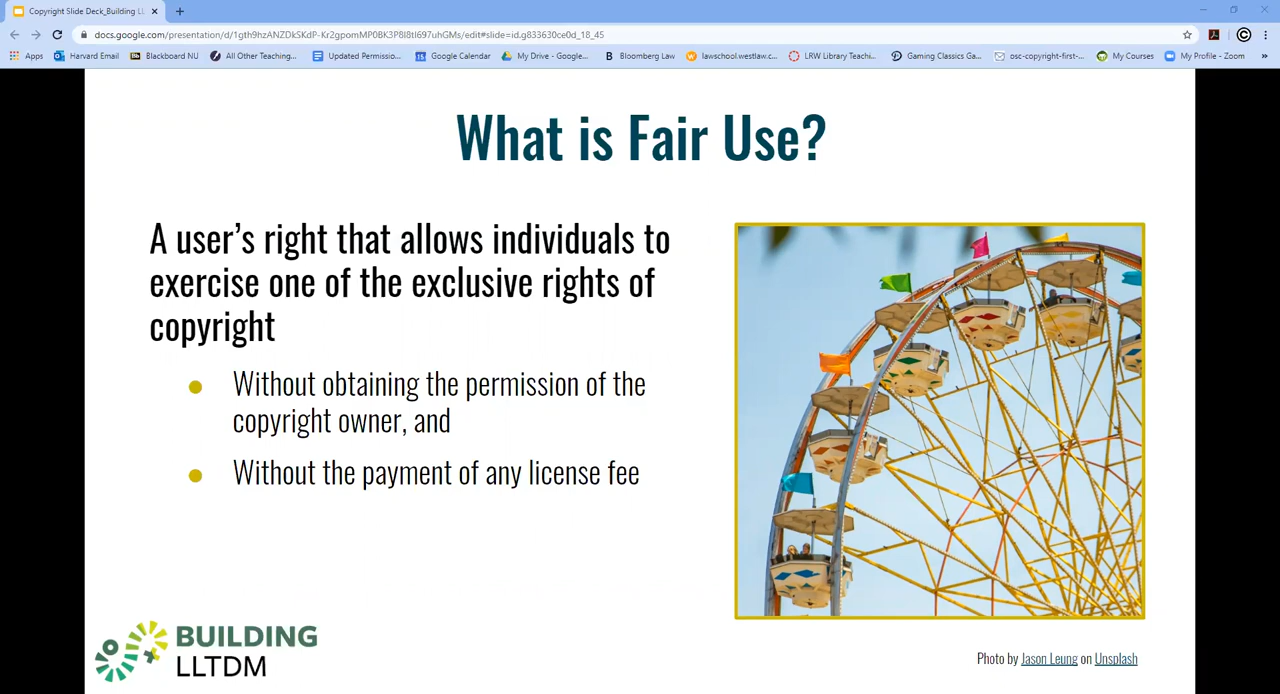 Copyright Slide Deck_Building LL
docs.google.com/presentation/d/1gth9hzANZDkSKdP-Kr2gpomMP0BK3P8l8tl697uhGMs/edit#slide=id.g833630ce0d_18_45
Apps Harvard Email Blackboard NU All Other Teaching... Updated Permissio... Google Calendar My Drive - Google... Bloomberg Law lawschool.westlaw.c... LRW Library Teachi... Gaming Classics Ga... osc-copyright-first-... My Courses My Profile - Zoom »
What is Fair Use?
A user's right that allows individuals to
exercise one of the exclusive rights of
copyright
● Without obtaining the permission of the
copyright owner, and
● Without the payment of any license fee
BUILDING
LLTDM
Photo by Jason Leung on Unsplash